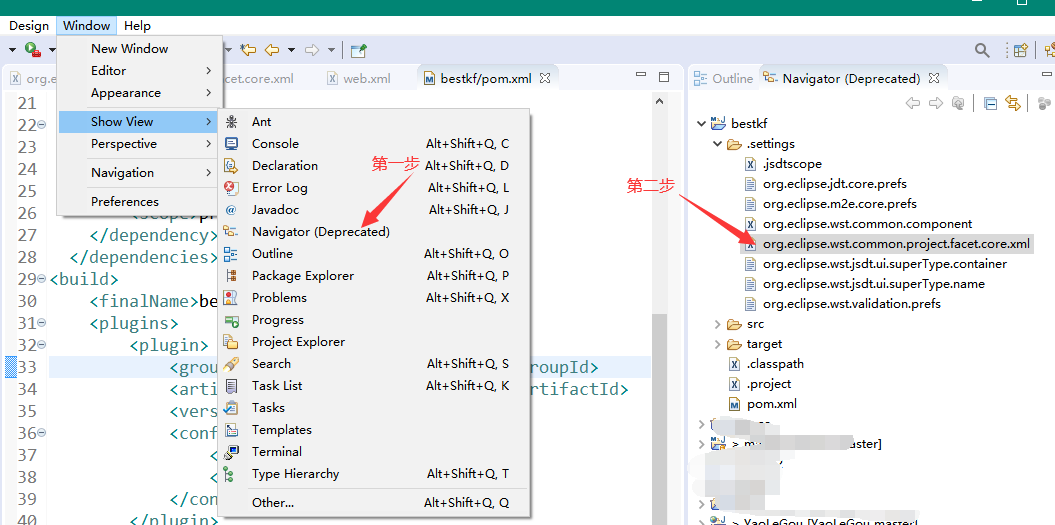 Design Window Help
New Window
Editor
Appearance
Show View
Perspective
Navigation
Preferences
org.e
cet.core.xml
web.xml
bestkf/pom.xml
Ant
Console Alt+Shift+Q, C
Declaration Alt+Shift+Q, D
Error Log Alt+Shift+Q, L
Javadoc Alt+Shift+Q, J
Navigator (Deprecated)
Outline Alt+Shift+Q, O
Package Explorer Alt+Shift+Q, P
Problems Alt+Shift+Q, X
Progress
Project Explorer
Search Alt+Shift+Q, S
Task List Alt+Shift+Q, K
Tasks
Templates
Terminal
Type Hierarchy Alt+Shift+Q, T
Other... Alt+Shift+Q, Q
第一步
21
22
23
24
25
26 <scope>p
27 </dependency>
28 </dependencies>
29 <build>
30 <finalName>be
31 <plugins>
32 <plugin>
33 <grou roupId>
34 <arti rtifactId>
35 <vers
36 <conf
37 <
38 <
39 </con
40 </plugin>
Outline
Navigator (Deprecated)
bestkf
.settings
.jsdtscope
org.eclipse.jdt.core.prefs
org.eclipse.m2e.core.prefs
org.eclipse.wst.common.component
org.eclipse.wst.common.project.facet.core.xml
org.eclipse.wst.jsdt.ui.superType.container
org.eclipse.wst.jsdt.ui.superType.name
org.eclipse.wst.validation.prefs
src
target
.classpath
.project
pom.xml
第二步
> m aster]
> YaoLeGou [YaoLeGou master]